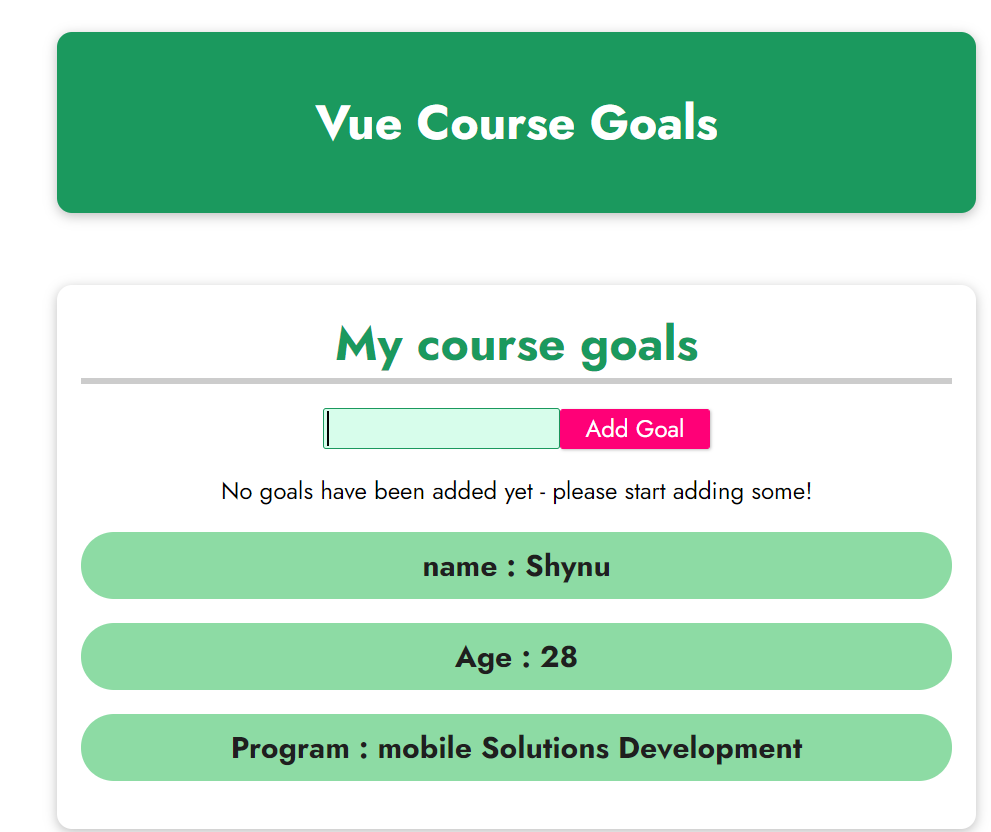 Vue Course Goals
My course goals
Add Goal
No goals have been added yet - please start adding some!
name : Shynu
Age : 28
Program : mobile Solutions Development